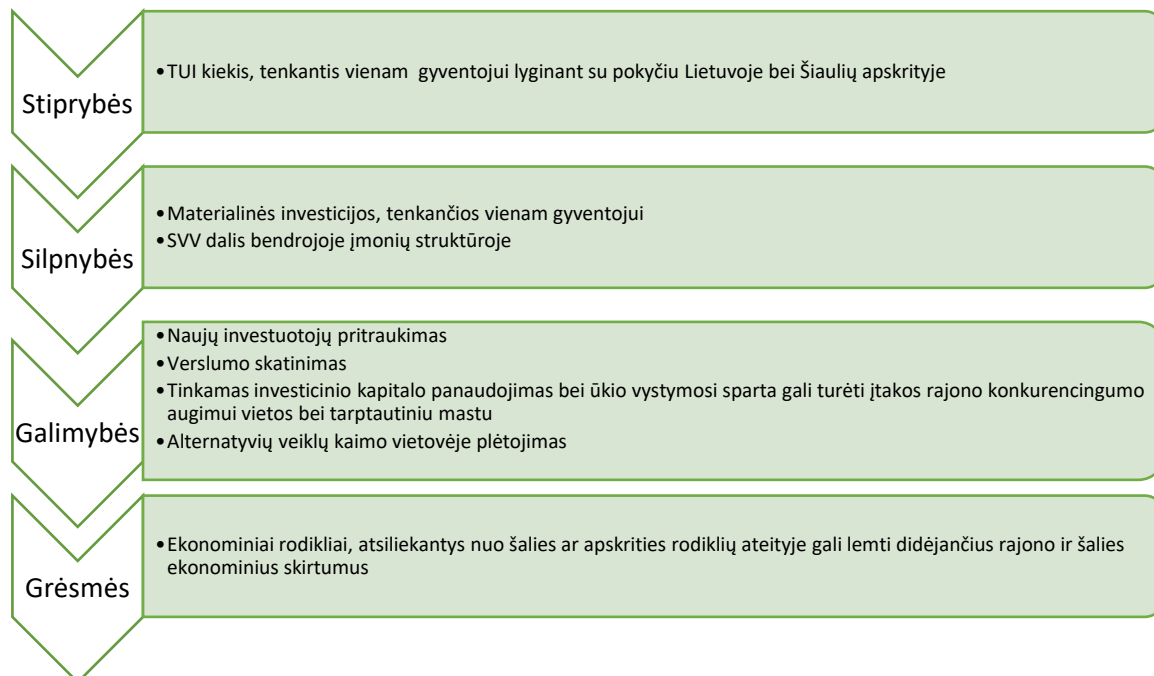 Stiprybės
•TUI kiekis, tenkantis vienam  gyventojui lyginant su pokyčiu Lietuvoje bei Šiaulių apskrityje
Silpnybės
•Materialinės investicijos, tenkančios vienam gyventojui
•SVV dalis bendrojoje įmonių struktūroje
Galimybės
•Naujų investuotojų pritraukimas
•Verslumo skatinimas
•Tinkamas investicinio kapitalo panaudojimas bei ūkio vystymosi sparta gali turėti įtakos rajono konkurencingumo
augimui vietos bei tarptautiniu mastu
•Alternatyvių veiklų kaimo vietovėje plėtojimas
Grėsmės
•Ekonominiai rodikliai, atsiliekantys nuo šalies ar apskrities rodiklių ateityje gali lemti didėjančius rajono ir šalies
ekonominius skirtumus